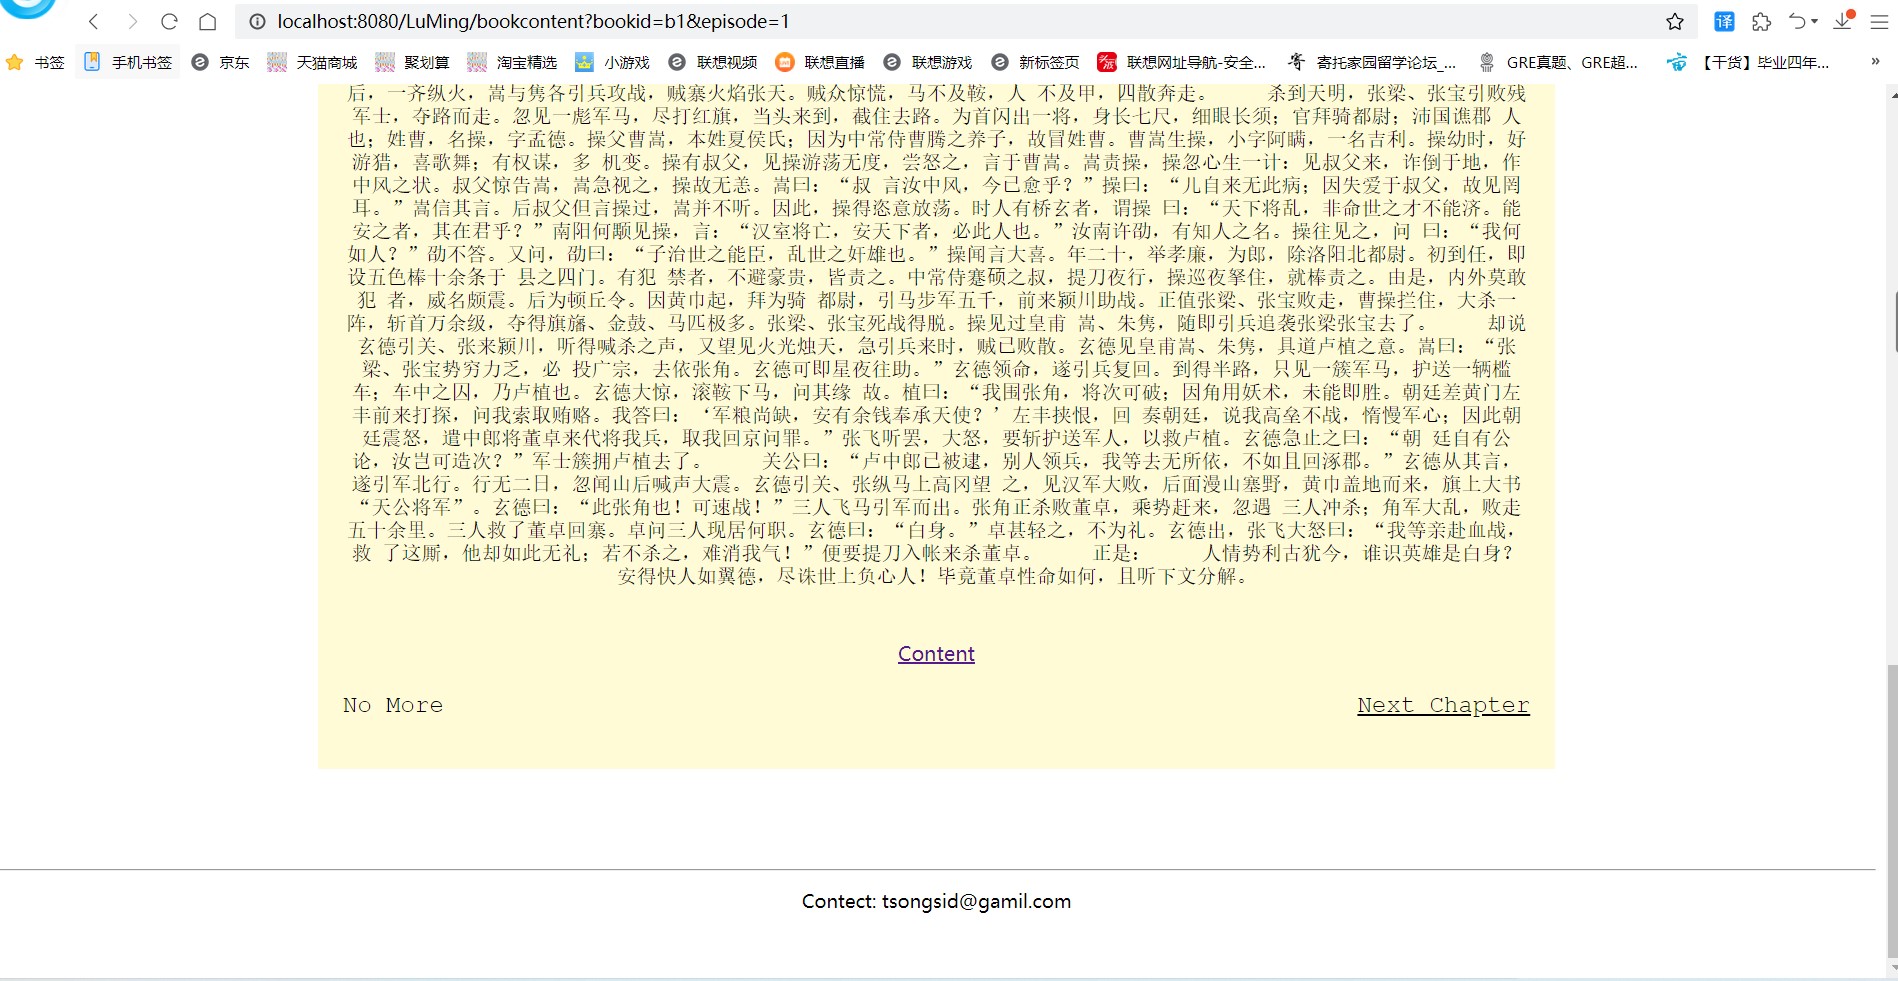 localhost:8080/LuMing/bookcontent?bookid=b1&episode=1
译
书签 手机书签 京东 天猫商城 聚划算 淘宝精选 小游戏 联想视频 联想直播 联想游戏 新标签页 联想网址导航-安全... 寄托家园留学论坛_... GRE真题、GRE超... 【干货】毕业四年... »
后，一齐纵火，嵩与隽各引兵攻战，贼寨火焰张天。贼众惊慌，马不及鞍，人 不及甲，四散奔走。 杀到天明，张梁、张宝引败残
军士，夺路而走。忽见一彪军马，尽打红旗，当头来到，截住去路。为首闪出一将，身长七尺，细眼长须；官拜骑都尉；沛国谯郡 人
也；姓曹，名操，字孟德。操父曹嵩，本姓夏侯氏；因为中常侍曹腾之养子，故冒姓曹。曹嵩生操，小字阿瞒，一名吉利。操幼时，好
游猎，喜歌舞；有权谋，多 机变。操有叔父，见操游荡无度，尝怒之，言于曹嵩。嵩责操，操忽心生一计：见叔父来，诈倒于地，作
中风之状。叔父惊告嵩，嵩急视之，操故无恙。嵩曰：“叔 言汝中风，今已愈乎？”操曰：“儿自来无此病；因失爱于叔父，故见罔
耳。”嵩信其言。后叔父但言操过，嵩并不听。因此，操得恣意放荡。时人有桥玄者，谓操 曰：“天下将乱，非命世之才不能济。能
安之者，其在君乎？”南阳何颙见操，言：“汉室将亡，安天下者，必此人也。”汝南许劭，有知人之名。操往见之，问 曰：“我何
如人？”劭不答。又问，劭曰：“子治世之能臣，乱世之奸雄也。”操闻言大喜。年二十，举孝廉，为郎，除洛阳北都尉。初到任，即
设五色棒十余条于 县之四门。有犯 禁者，不避豪贵，皆责之。中常侍蹇硕之叔，提刀夜行，操巡夜拏住，就棒责之。由是，内外莫敢
犯 者，威名颇震。后为顿丘令。因黄巾起，拜为骑 都尉，引马步军五千，前来颍川助战。正值张梁、张宝败走，曹操拦住，大杀一
阵，斩首万余级，夺得旗旛、金鼓、马匹极多。张梁、张宝死战得脱。操见过皇甫 嵩、朱隽，随即引兵追袭张梁张宝去了。 却说
玄德引关、张来颍川，听得喊杀之声，又望见火光烛天，急引兵来时，贼已败散。玄德见皇甫嵩、朱隽，具道卢植之意。嵩曰：“张
梁、张宝势穷力乏，必 投广宗，去依张角。玄德可即星夜往助。”玄德领命，遂引兵复回。到得半路，只见一簇军马，护送一辆槛
车；车中之囚，乃卢植也。玄德大惊，滚鞍下马，问其缘 故。植曰：“我围张角，将次可破；因角用妖术，未能即胜。朝廷差黄门左
丰前来打探，问我索取贿赂。我答曰：‘军粮尚缺，安有余钱奉承天使？’左丰挟恨，回 奏朝廷，说我高垒不战，惰慢军心；因此朝
廷震怒，遣中郎将董卓来代将我兵，取我回京问罪。”张飞听罢，大怒，要斩护送军人，以救卢植。玄德急止之曰：“朝 廷自有公
论，汝岂可造次？”军士簇拥卢植去了。 关公曰：“卢中郎已被逮，别人领兵，我等去无所依，不如且回涿郡。”玄德从其言，
遂引军北行。行无二日，忽闻山后喊声大震。玄德引关、张纵马上高冈望 之，见汉军大败，后面漫山塞野，黄巾盖地而来，旗上大书
“天公将军”。玄德曰：“此张角也！可速战！”三人飞马引军而出。张角正杀败董卓，乘势赶来，忽遇 三人冲杀；角军大乱，败走
五十余里。三人救了董卓回寨。卓问三人现居何职。玄德曰：“白身。”卓甚轻之，不为礼。玄德出，张飞大怒曰：“我等亲赴血战，
救 了这厮，他却如此无礼；若不杀之，难消我气！”便要提刀入帐来杀董卓。 正是： 人情势利古犹今，谁识英雄是白身？
安得快人如翼德，尽诛世上负心人！毕竟董卓性命如何，且听下文分解。
Content
No More Next Chapter
Contect: tsongsid@gamil.com